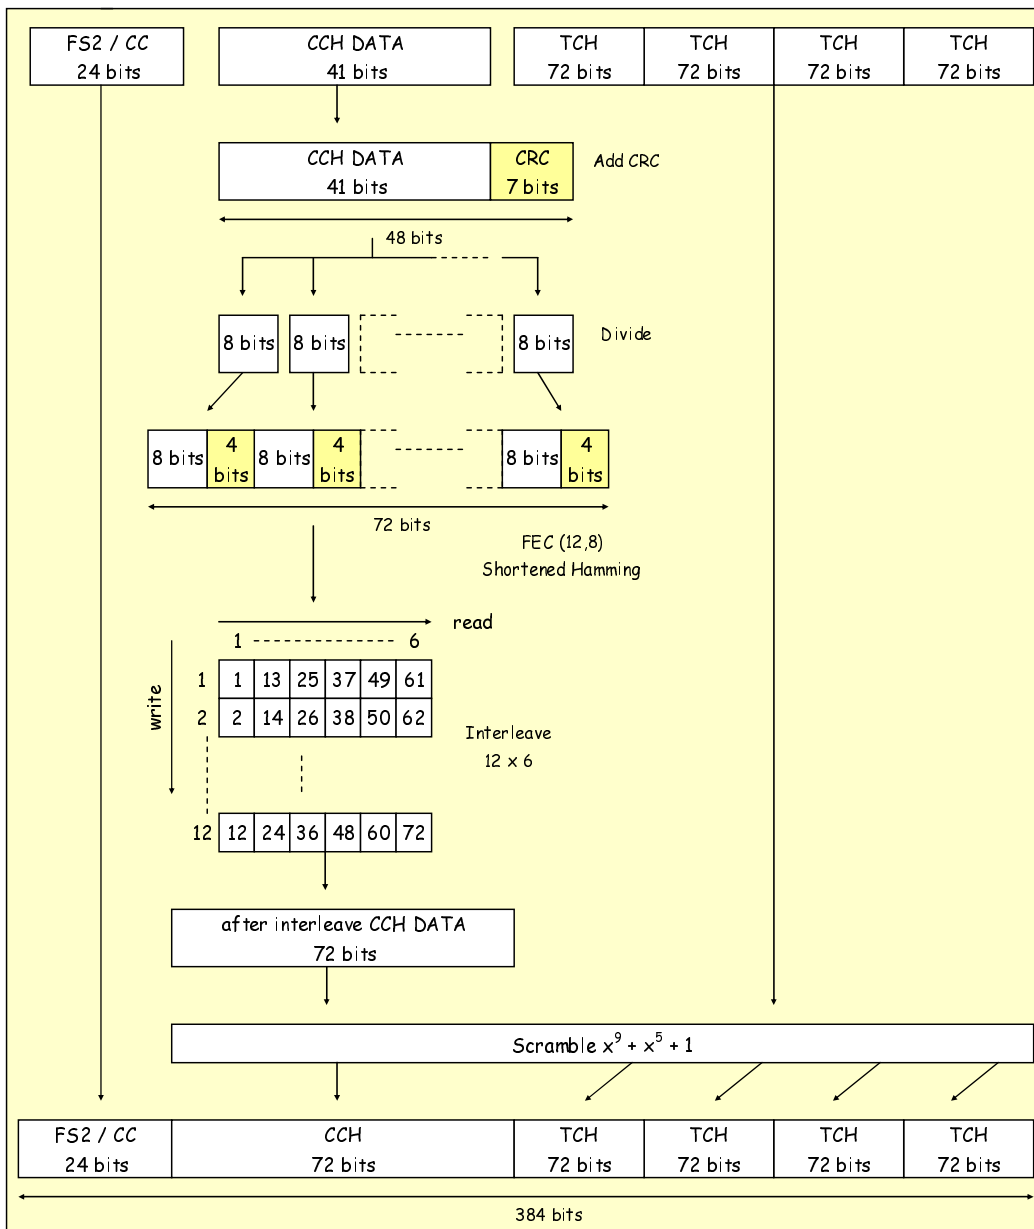 FS2 / CC
24 bits
CCH DATA
41 bits
TCH
72 bits
TCH
72 bits
TCH
72 bits
TCH
72 bits
CCH DATA
41 bits
CRC
7 bits
Add CRC
48 bits
8 bits
8 bits
8 bits
Divide
8 bits
4
bits
8 bits
4
bits
8 bits
4
bits
72 bits
FEC (12,8)
Shortened Hamming
read
1 6
write
1 1 13 25 37 49 61
2 2 14 26 38 50 62
Interleave
12 x 6
12 12 24 36 48 60 72
after interleave CCH DATA
72 bits
Scramble x⁹ + x⁵ + 1
FS2 / CC
24 bits
CCH
72 bits
TCH
72 bits
TCH
72 bits
TCH
72 bits
TCH
72 bits
384 bits